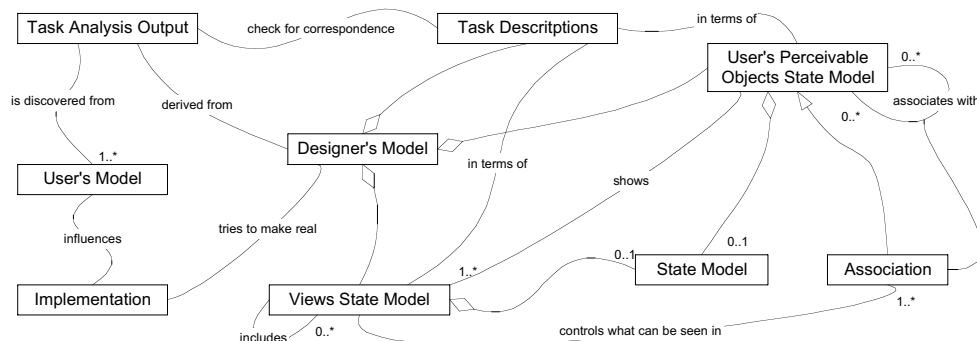 Task Analysis Output
check for correspondence
Task Descritptions
in terms of
User's Perceivable
Objects State Model
0..*
is discovered from
derived from
associates with
0..*
1..*
Designer's Model
in terms of
User's Model
shows
influences
tries to make real
0..1
0..1
1..*
State Model
Association
Implementation
Views State Model
1..*
includes
0..*
controls what can be seen in